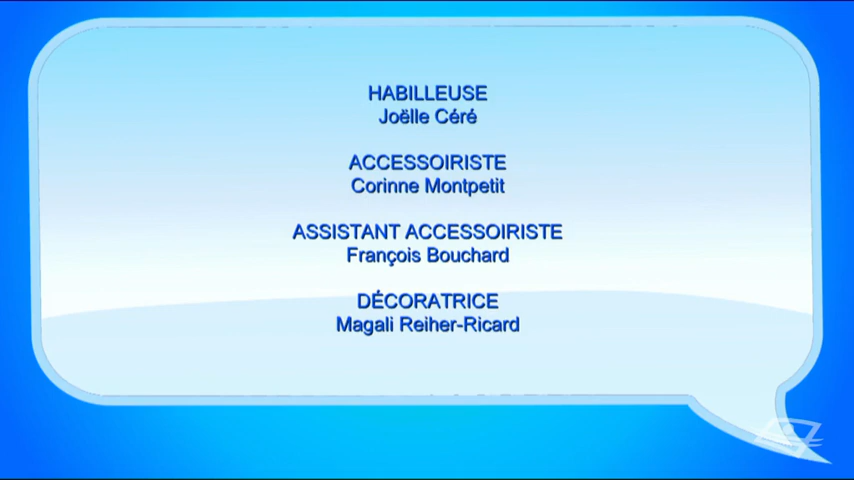 HABILLEUSE
Joëlle Céré
ACCESSOIRISTE
Corinne Montpetit
ASSISTANT ACCESSOIRISTE
François Bouchard
DÉCORATRICE
Magali Reiher-Ricard